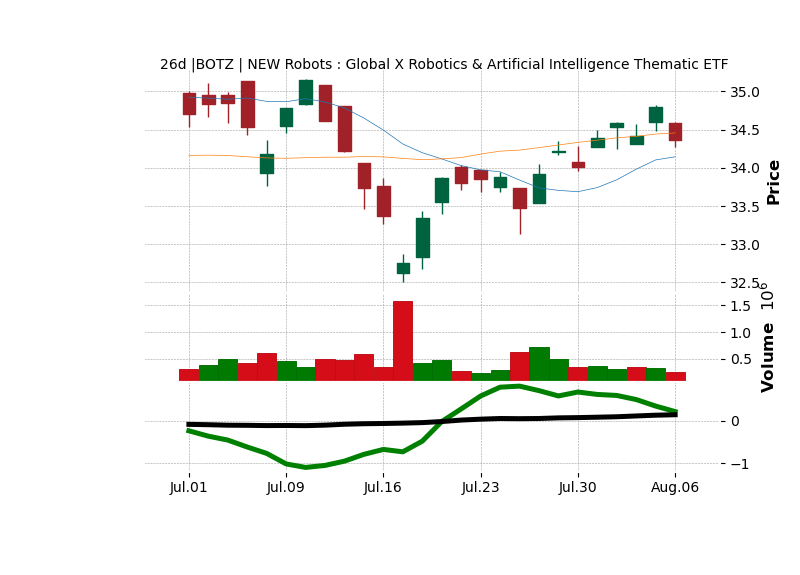 26d |BOTZ | NEW Robots : Global X Robotics & Artificial Intelligence Thematic ETF
35.0
34.5
34.0
33.5
33.0
32.5
Price
1.5
1.0
0.5
Volume 10⁶
0
−1
Jul.01 Jul.09 Jul.16 Jul.23 Jul.30 Aug.06